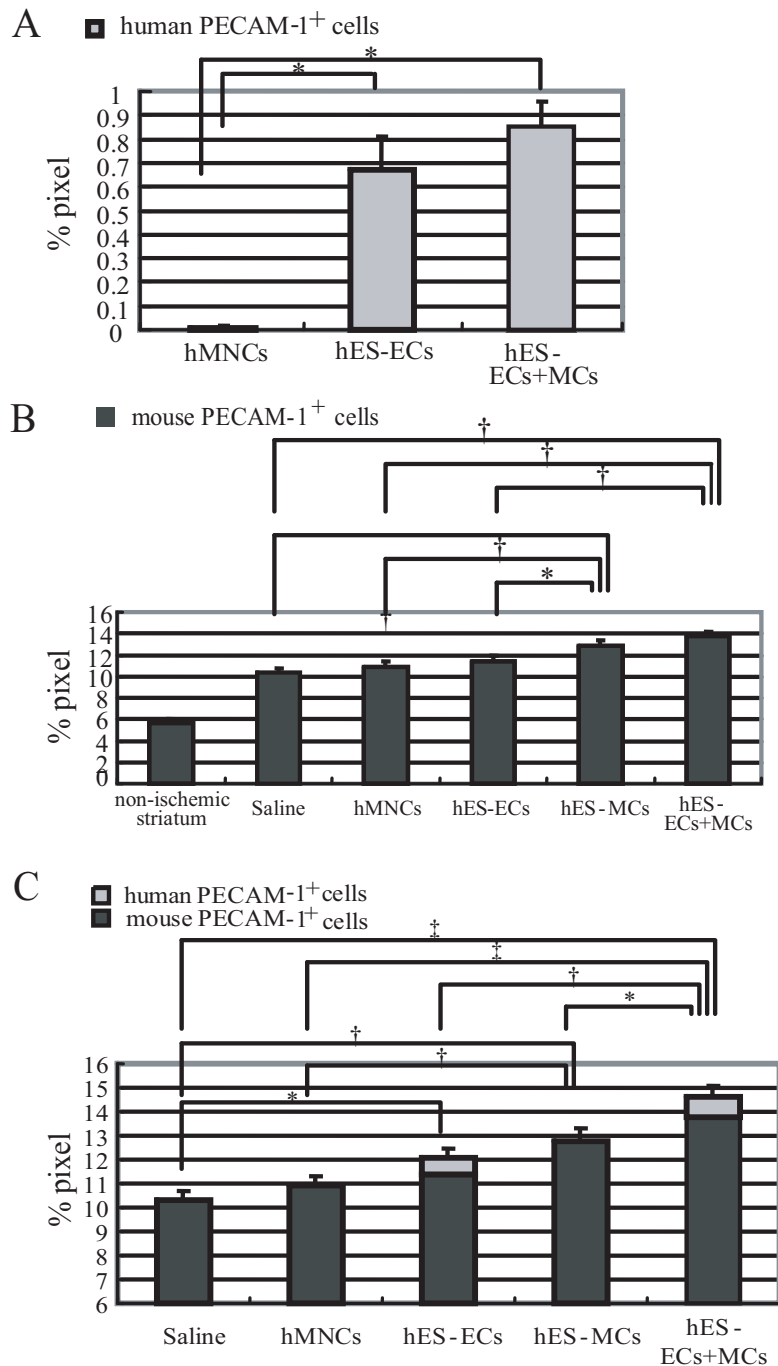 A
human PECAM-1+ cells
*
*
1
0.9
0.8
0.7
0.6
0.5
0.4
0.3
0.2
0.1
0
% pixel
hMNCs
hES-ECs
hES-
ECs+MCs
B
mouse PECAM-1+ cells
†
†
†
†
*
†
16
14
12
10
8
6
4
2
0
% pixel
non-ischemic
striatum
Saline
hMNCs
hES-ECs
hES-MCs
hES-
ECs+MCs
C
human PECAM-1+cells
mouse PECAM-1+cells
‡
‡
†
*
†
†
*
16
15
14
13
12
11
10
9
8
7
6
% pixel
Saline
hMNCs
hES-ECs
hES-MCs
hES-
ECs+MCs